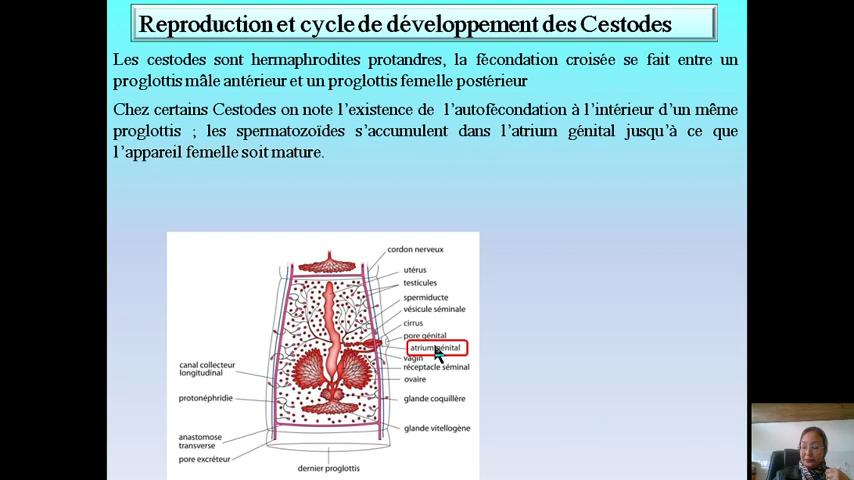 Reproduction et cycle de développement des Cestodes
Les cestodes sont hermaphrodites protandres, la fécondation croisée se fait entre un
proglottis mâle antérieur et un proglottis femelle postérieur
Chez certains Cestodes on note l’existence de l’autofécondation à l’intérieur d’un même
proglottis ; les spermatozoïdes s’accumulent dans l’atrium génital jusqu’à ce que
l’appareil femelle soit mature.
cordon nerveux
utérus
testicules
spermiducte
vésicule séminale
cirrus
pore génital
atrium génital
vagin
réceptacle séminal
ovaire
glande coquillère
glande vitellogène
canal collecteur
longitudinal
protonéphridie
anastomose
transverse
pore excréteur
dernier proglottis